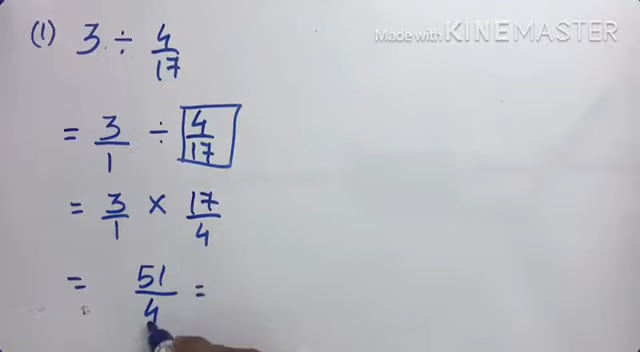 (1) 3 ÷ 4/17
Made with KINEMASTER
= 3/1 ÷ 4/17
= 3/1 × 17/4
= 51/4 =